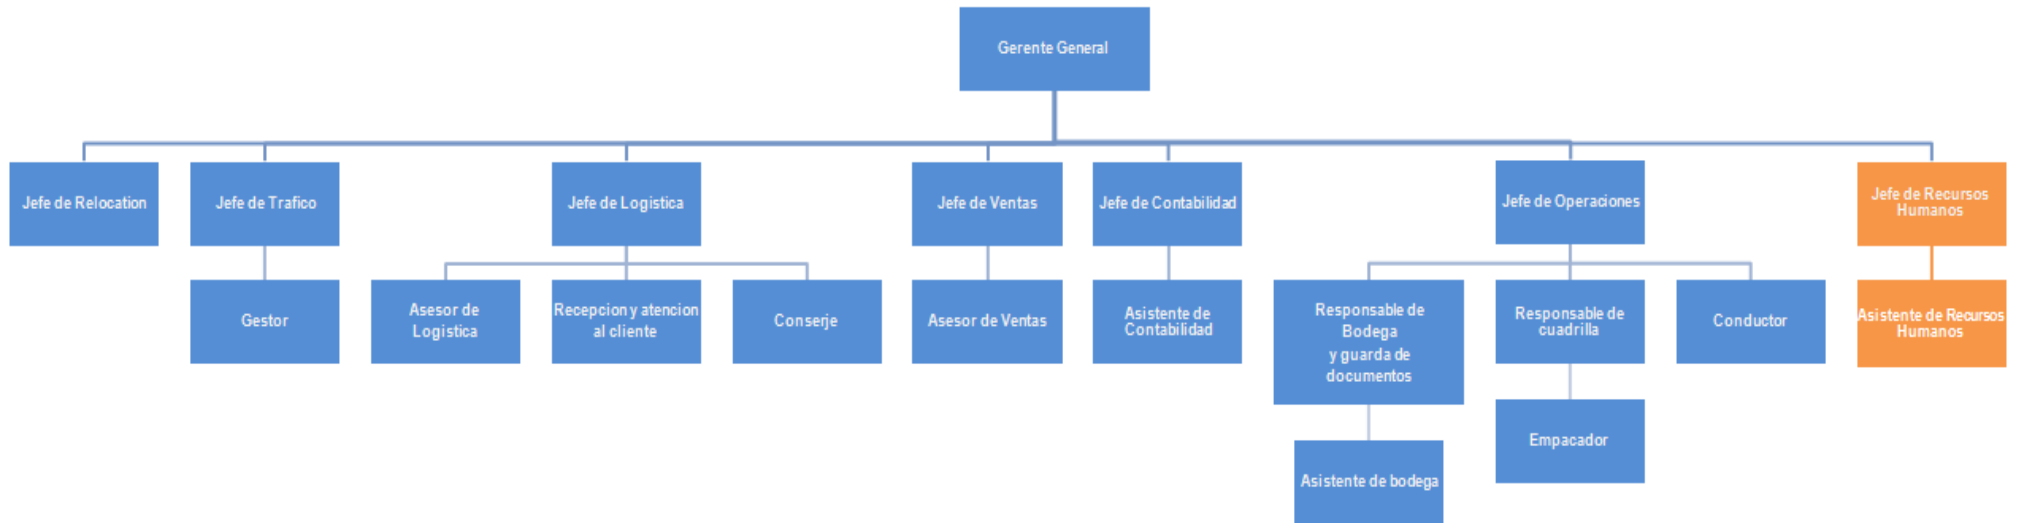 Gerente General
Jefe de Relocation
Jefe de Trafico
Jefe de Logistica
Jefe de Ventas
Jefe de Contabilidad
Jefe de Operaciones
Jefe de Recursos
Humanos
Gestor
Asesor de
Logistica
Recepcion y atencion
al cliente
Conserje
Asesor de Ventas
Asistente de
Contabilidad
Responsable de
Bodega
y guarda de
documentos
Responsable de
cuadrilla
Conductor
Asistente de Recursos
Humanos
Asistente de bodega
Empacador